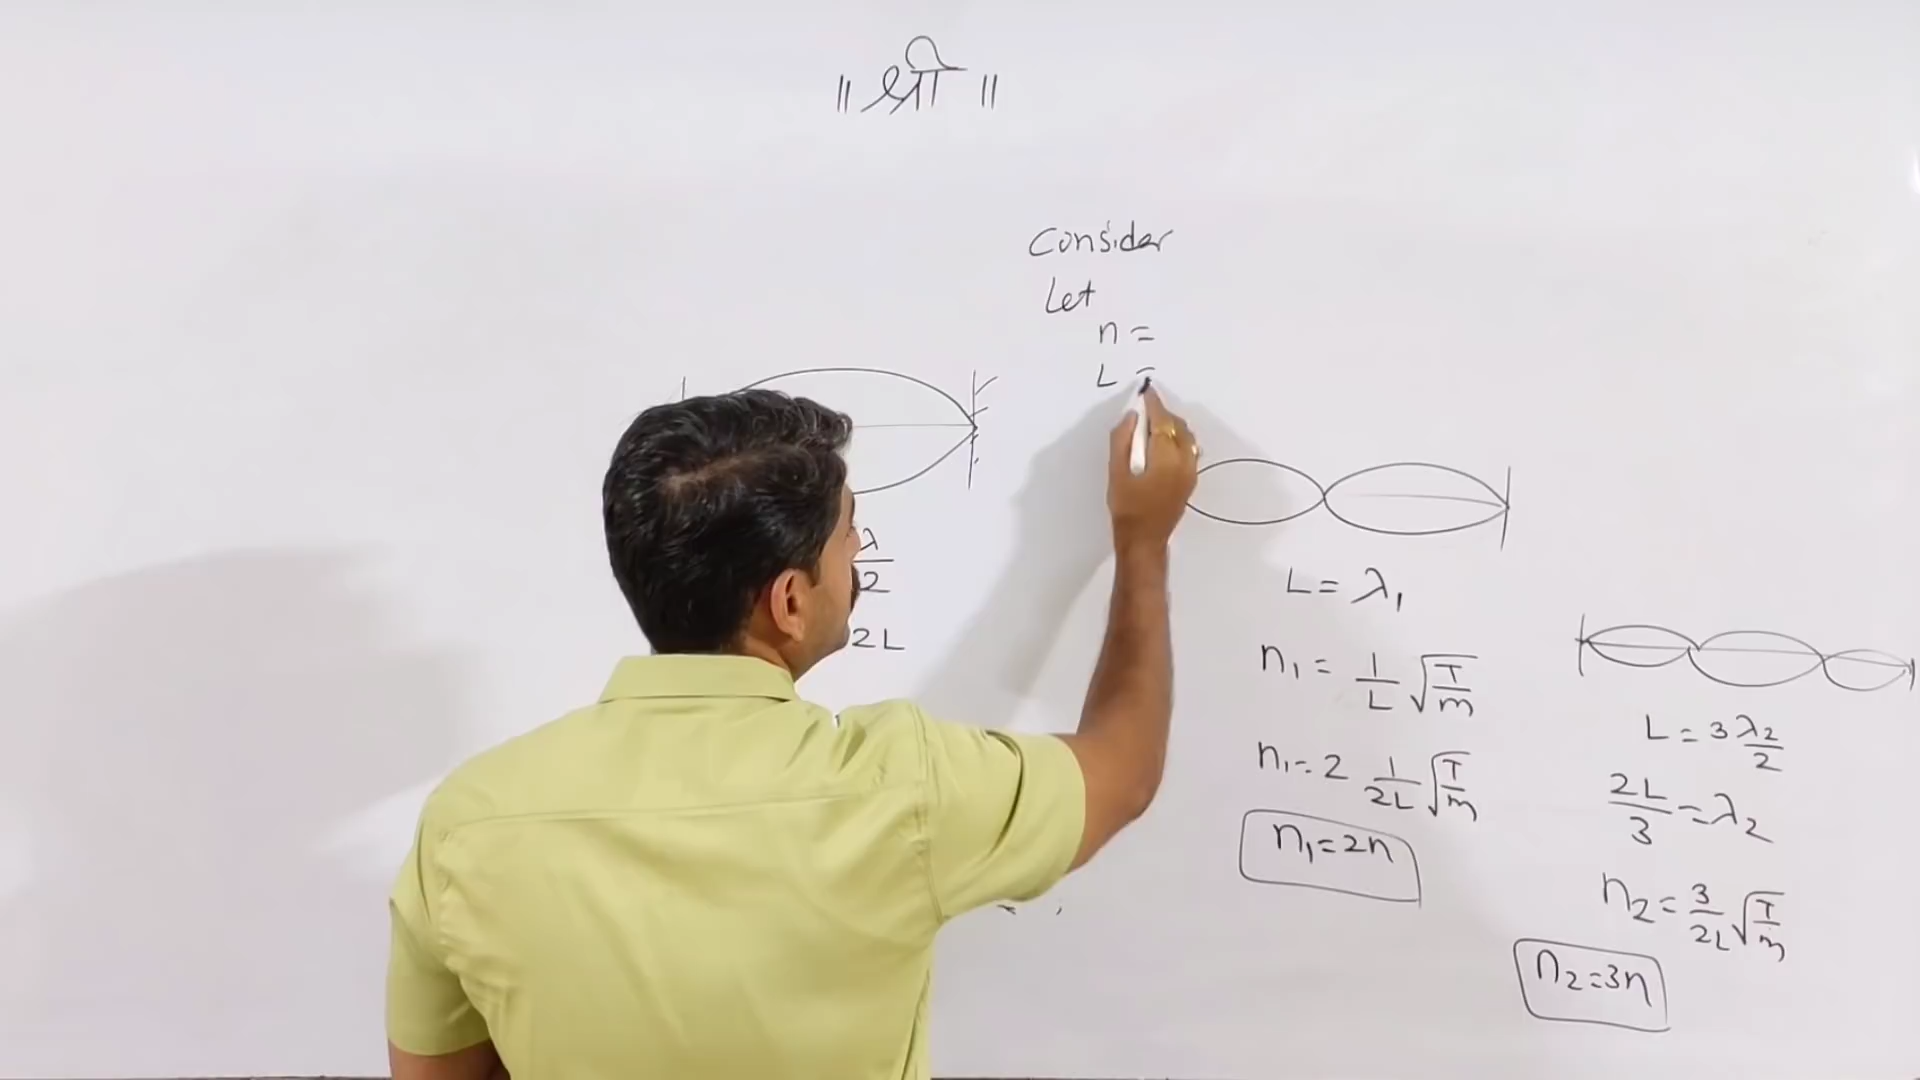 ॥ श्री ॥
Consider
Let
n =
L =
λ/2
2L
L = λ₁
n₁ = 1/L √(T/m)
n₁ = 2 1/2L √(T/m)
n₁ = 2n
L = 3 λ₂/2
2L/3 = λ₂
n₂ = 3/2L √(T/m)
n₂ = 3n